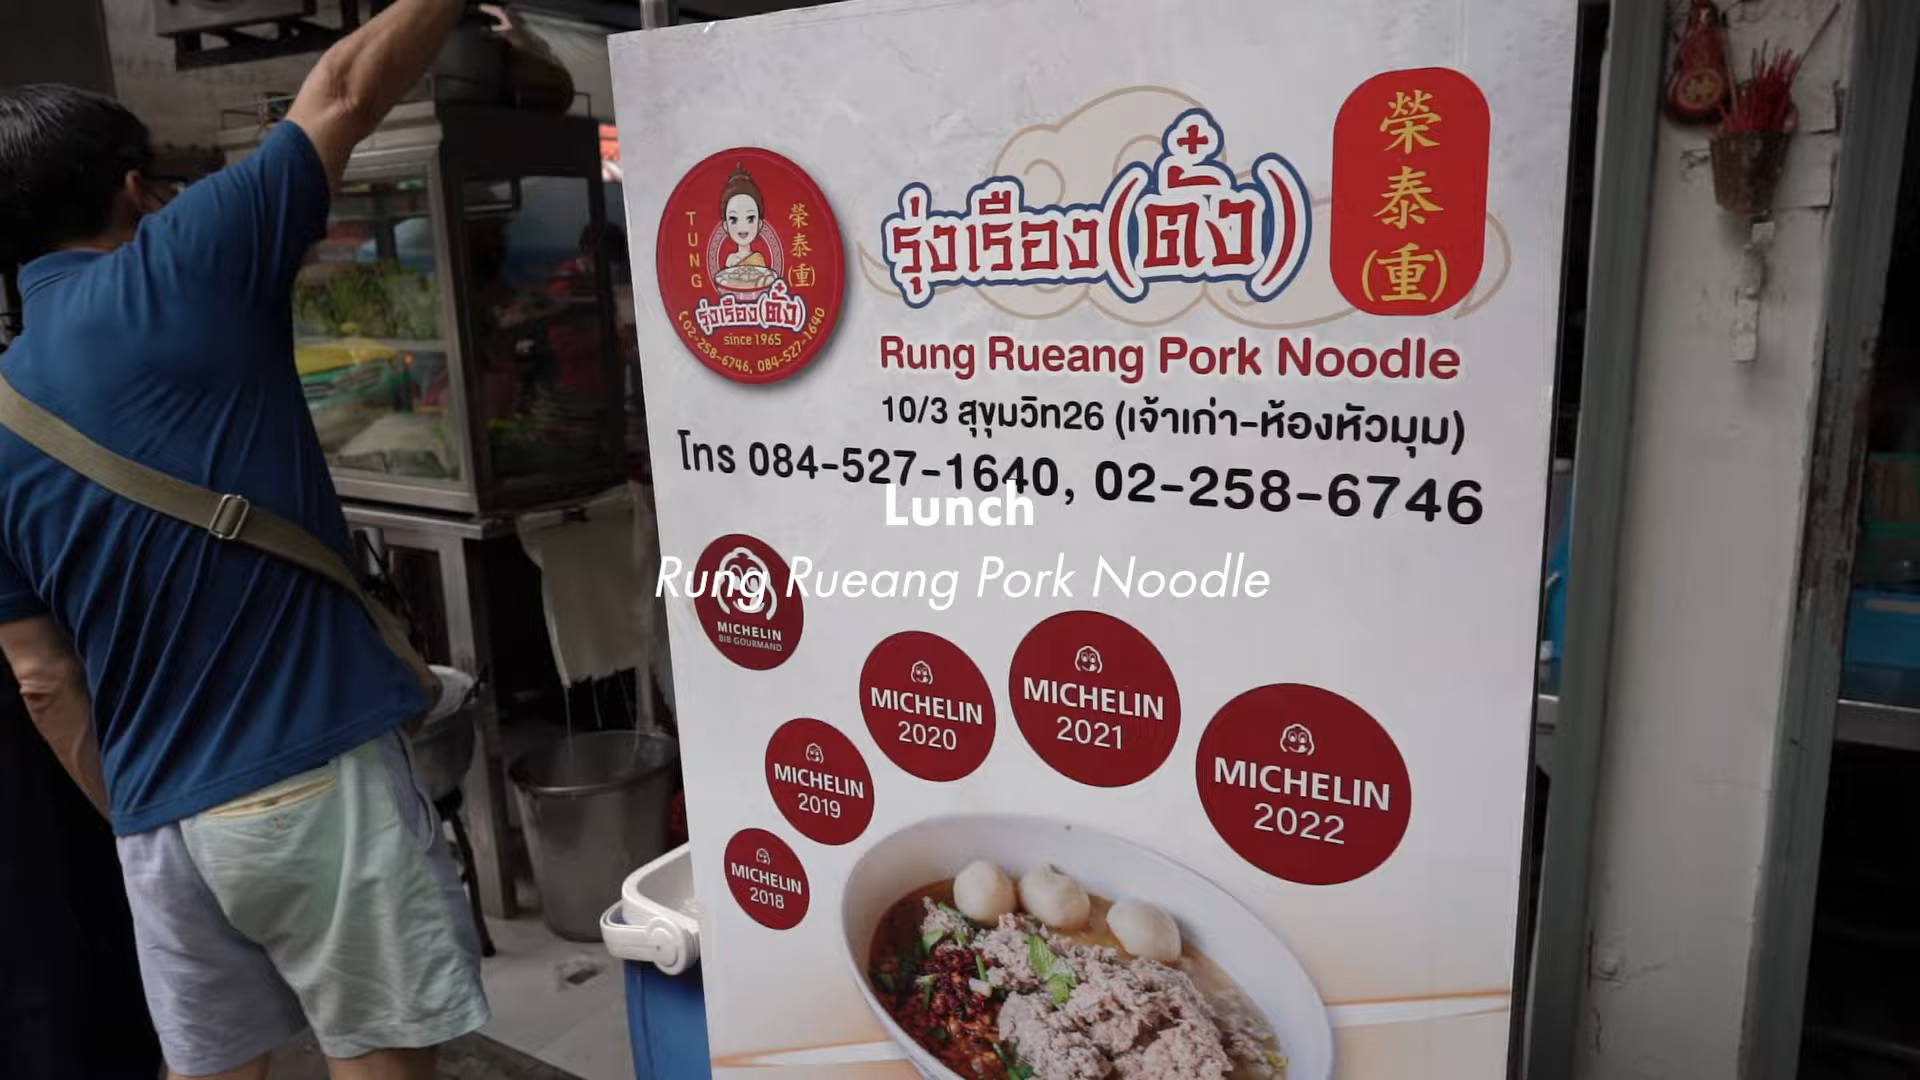 TUNG
榮泰(重)
รุ่งเรือง(ตั้ง)
since 1965
02-258-6746, 084-527-1640
รุ่งเรือง(ตั้ง)
榮泰(重)
Rung Rueang Pork Noodle
10/3 สุขุมวิท26 (เจ้าเก่า-ห้องหัวมุม)
โทร 084-527-1640, 02-258-6746
Lunch
Rung Rueang Pork Noodle
MICHELIN
BIB GOURMAND
MICHELIN
2018
MICHELIN
2019
MICHELIN
2020
MICHELIN
2021
MICHELIN
2022